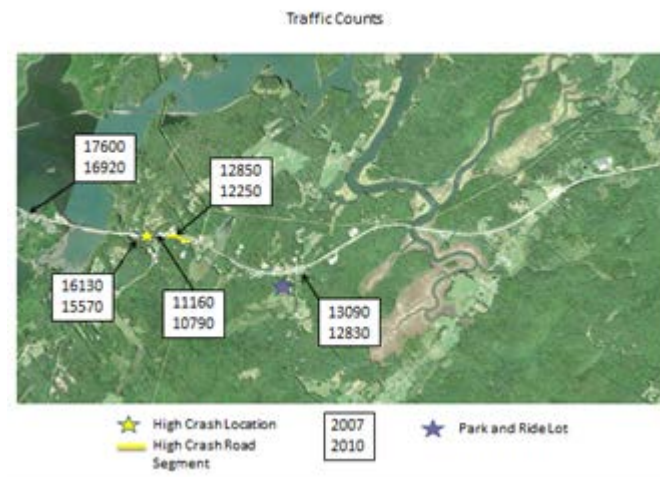 Traffic Counts
17600
16920
12850
12250
16130
15570
11160
10790
13090
12830
High Crash Location
High Crash Road
Segment
2007
2010
Park and Ride Lot